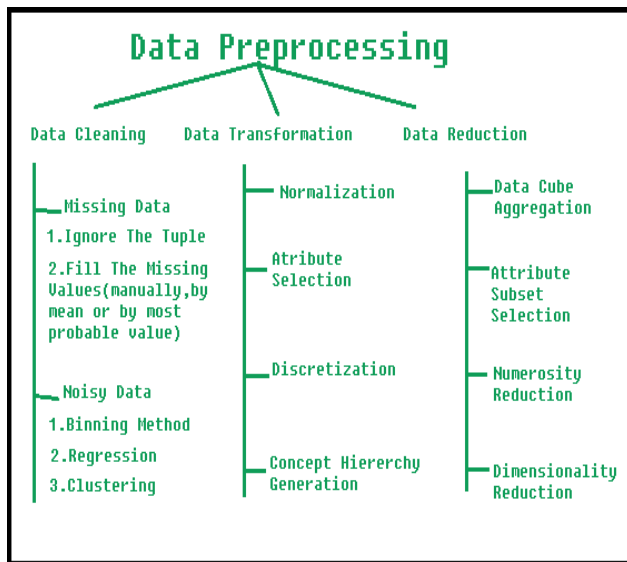 Data Preprocessing
Data Cleaning
Missing Data
1.Ignore The Tuple
2.Fill The Missing
Values(manually,by
mean or by most
probable value)
Noisy Data
1.Binning Method
2.Regression
3.Clustering
Data Transformation
Normalization
Atribute
Selection
Discretization
Concept Hiererchy
Generation
Data Reduction
Data Cube
Aggregation
Attribute
Subset
Selection
Numerosity
Reduction
Dimensionality
Reduction